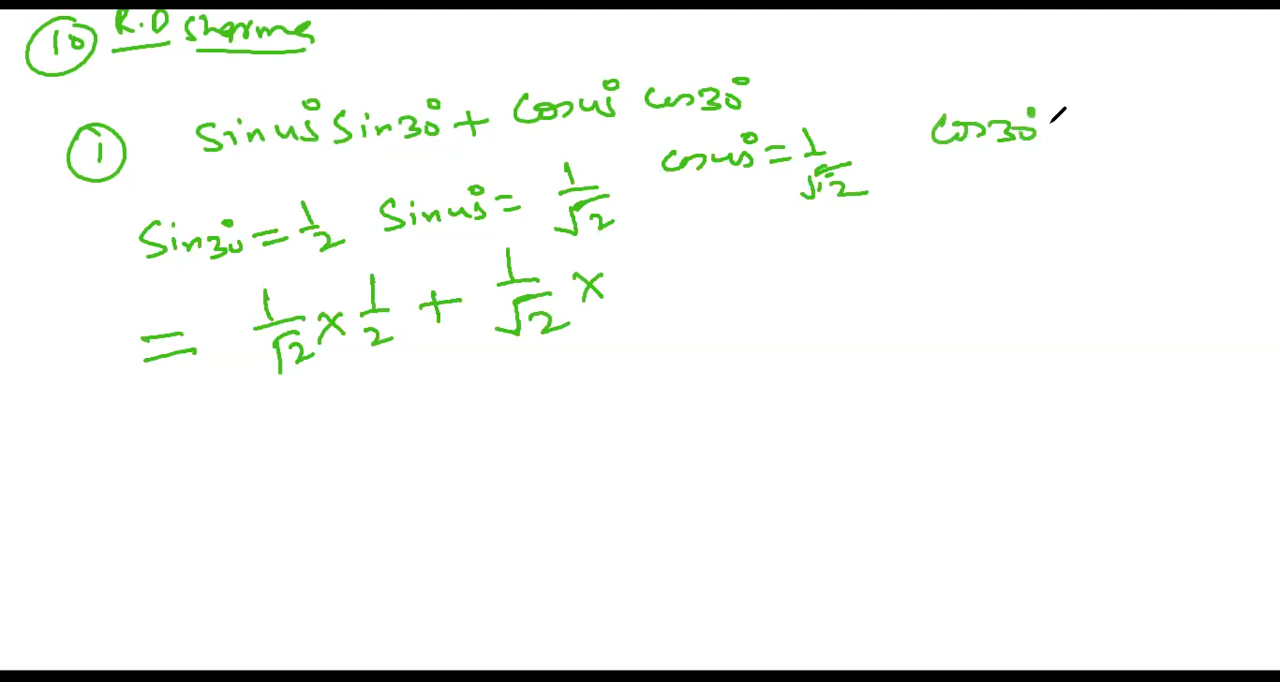 10 R.D Sharma
1 Sin45° Sin30° + Cos45° Cos30°
Sin30° = 1/2 Sin45° = 1/√2 Cos45° = 1/√2 Cos30°
= 1/√2 × 1/2 + 1/√2 ×